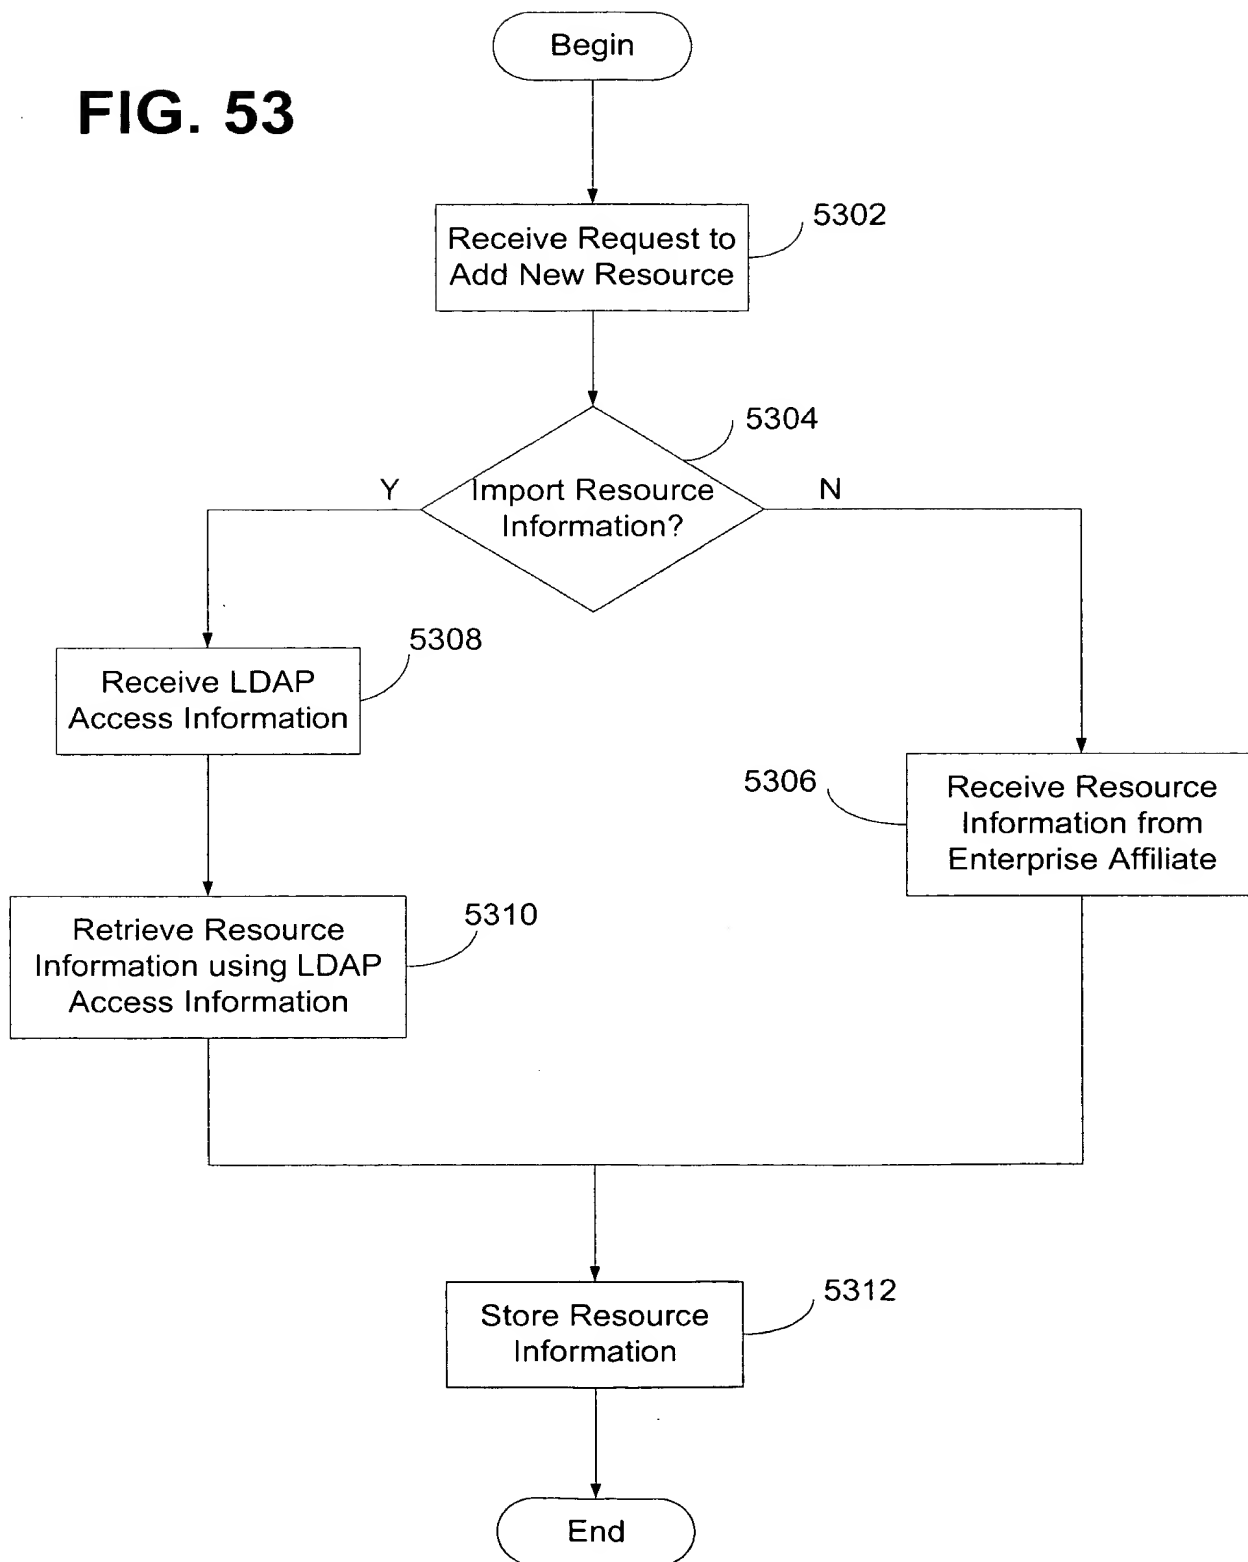 Begin
FIG. 53
5302
Receive Request to
Add New Resource
5304
Y
Import Resource
Information?
N
5308
Receive LDAP
Access Information
5306
Receive Resource
Information from
Enterprise Affiliate
5310
Retrieve Resource
Information using LDAP
Access Information
5312
Store Resource
Information
End